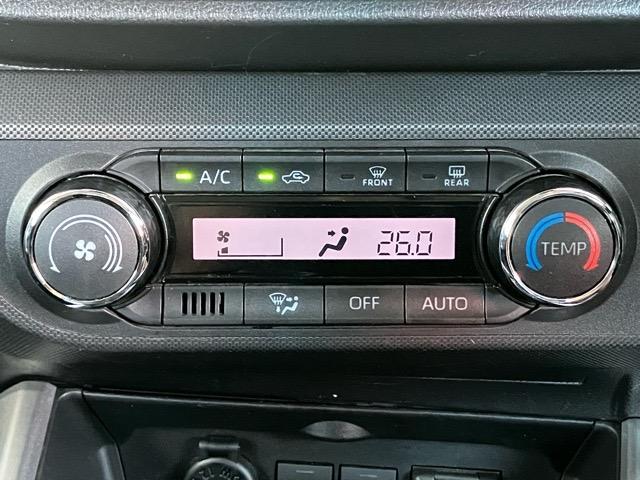 A/C
FRONT
REAR
26.0
TEMP
OFF
AUTO